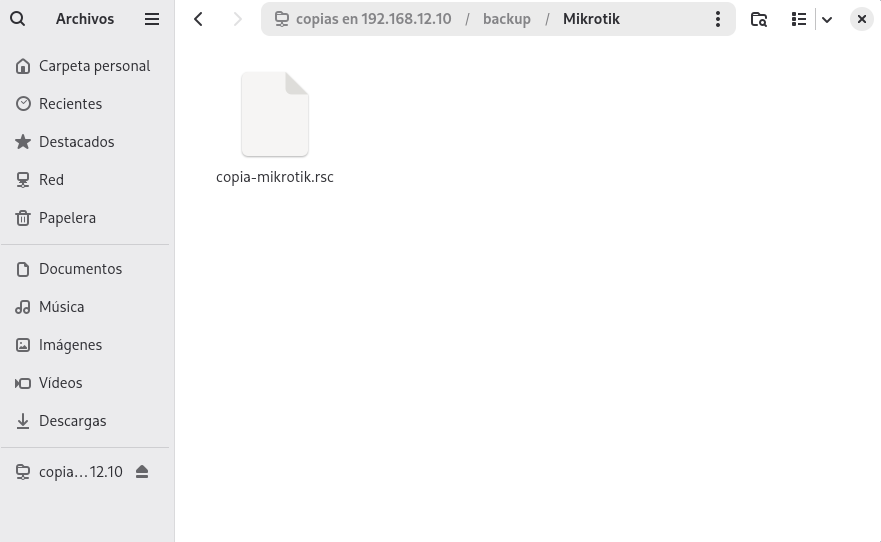 Archivos
copias en 192.168.12.10 / backup / Mikrotik
Carpeta personal
Recientes
Destacados
Red
Papelera
Documentos
Música
Imágenes
Vídeos
Descargas
copia…12.10
copia-mikrotik.rsc